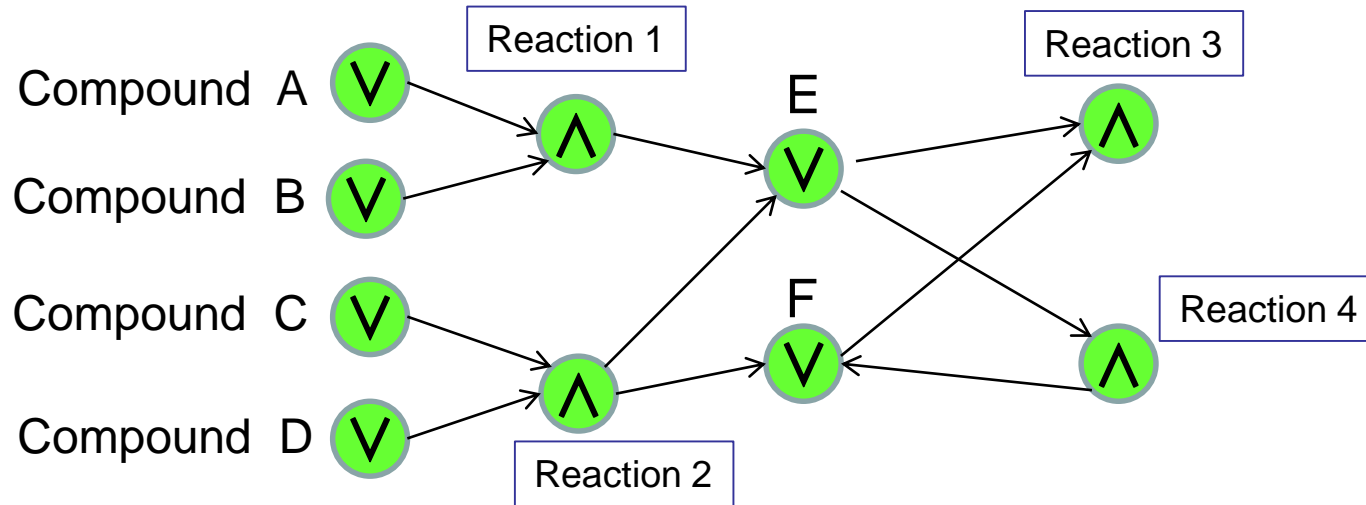 Reaction 1
Reaction 3
Compound A
∨
∧
E
∨
∧
Compound B
∨
Compound C
∨
F
∨
Reaction 4
∧
Compound D
∨
∧
Reaction 2